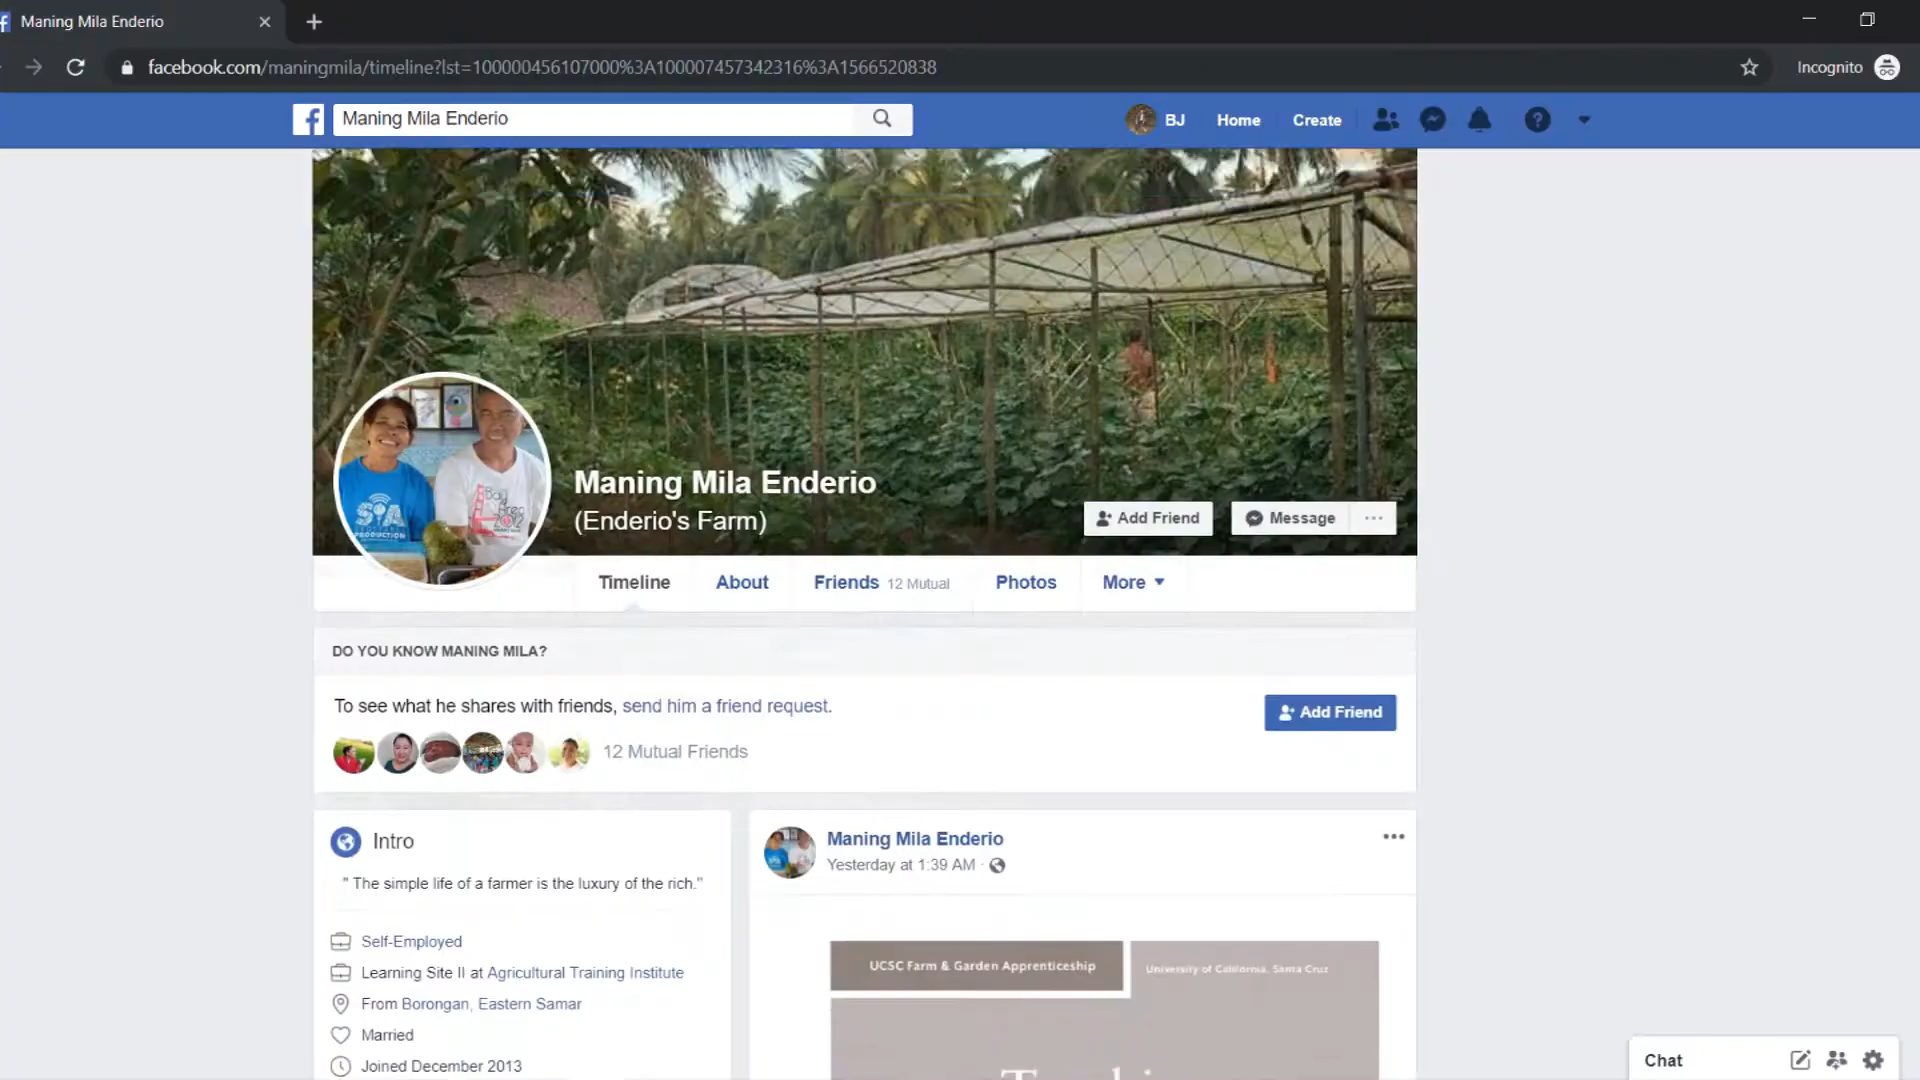 Maning Mila Enderio
facebook.com/maningmila/timeline?lst=100000456107000%3A100007457342316%3A1566520838
Incognito
Maning Mila Enderio
BJ
Home
Create
Maning Mila Enderio
(Enderio's Farm)
Add Friend
Message
Timeline
About
Friends 12 Mutual
Photos
More
DO YOU KNOW MANING MILA?
To see what he shares with friends, send him a friend request.
Add Friend
12 Mutual Friends
Intro
" The simple life of a farmer is the luxury of the rich."
Self-Employed
Learning Site II at Agricultural Training Institute
From Borongan, Eastern Samar
Married
Joined December 2013
Maning Mila Enderio
Yesterday at 1:39 AM ·
UCSC Farm & Garden Apprenticeship
University of California, Santa Cruz
Chat